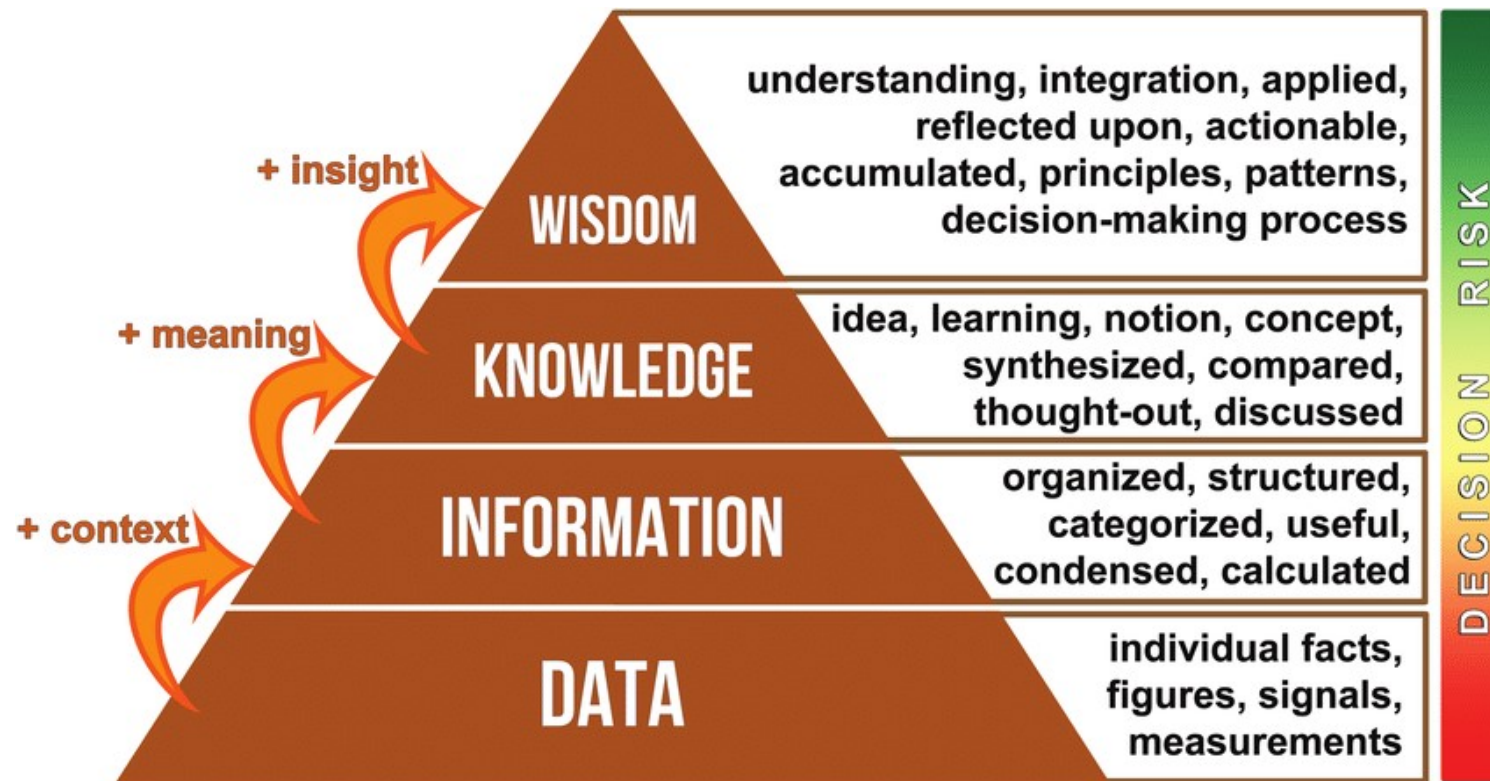 understanding, integration, applied,
reflected upon, actionable,
accumulated, principles, patterns,
decision-making process
+ insight
WISDOM
idea, learning, notion, concept,
synthesized, compared,
thought-out, discussed
+ meaning
KNOWLEDGE
organized, structured,
categorized, useful,
condensed, calculated
+ context
INFORMATION
individual facts,
figures, signals,
measurements
DATA
DECISION RISK